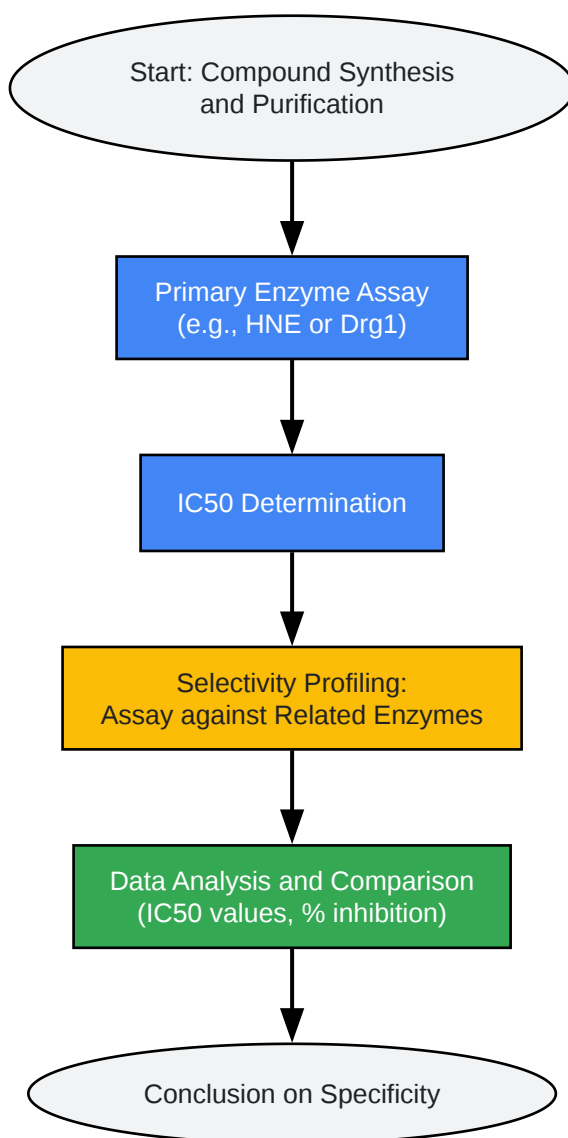 Start: Compound Synthesis
and Purification
Primary Enzyme Assay
(e.g., HNE or Drg1)
IC50 Determination
Selectivity Profiling:
Assay against Related Enzymes
Data Analysis and Comparison
(IC50 values, % inhibition)
Conclusion on Specificity